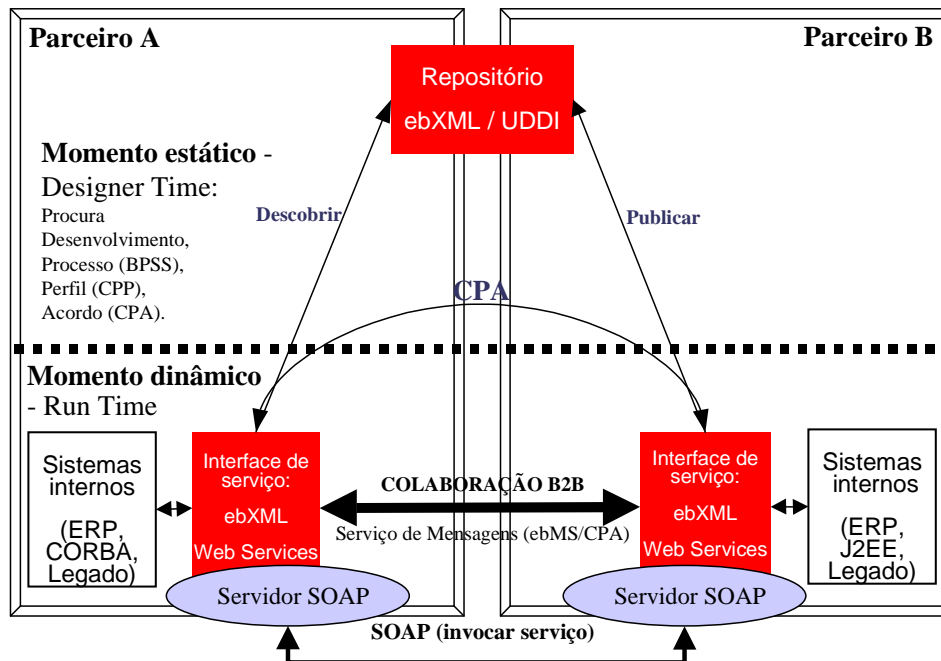 Parceiro A
Parceiro B
Repositório
ebXML / UDDI
Momento estático -
Designer Time:
Procura
Desenvolvimento,
Processo (BPSS),
Perfil (CPP),
Acordo (CPA).
Descobrir
Publicar
CPA
Momento dinâmico
- Run Time
Sistemas
internos
(ERP,
CORBA,
Legado)
Interface de
serviço:
ebXML
Web Services
COLABORAÇÃO B2B
Serviço de Mensagens (ebMS/CPA)
Interface de
serviço:
ebXML
Web Services
Sistemas
internos
(ERP,
J2EE,
Legado)
Servidor SOAP
Servidor SOAP
SOAP (invocar serviço)